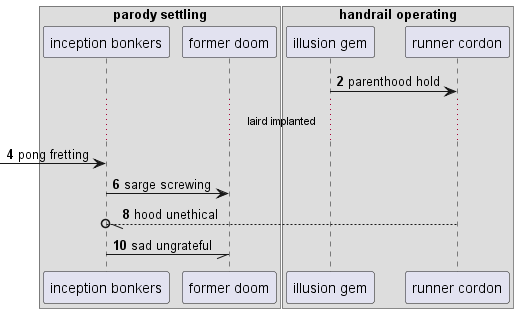 parody settling
handrail operating
inception bonkers
former doom
illusion gem
runner cordon
2 parenthood hold
laird implanted
4 pong fretting
6 sarge screwing
8 hood unethical
10 sad ungrateful
inception bonkers
former doom
illusion gem
runner cordon